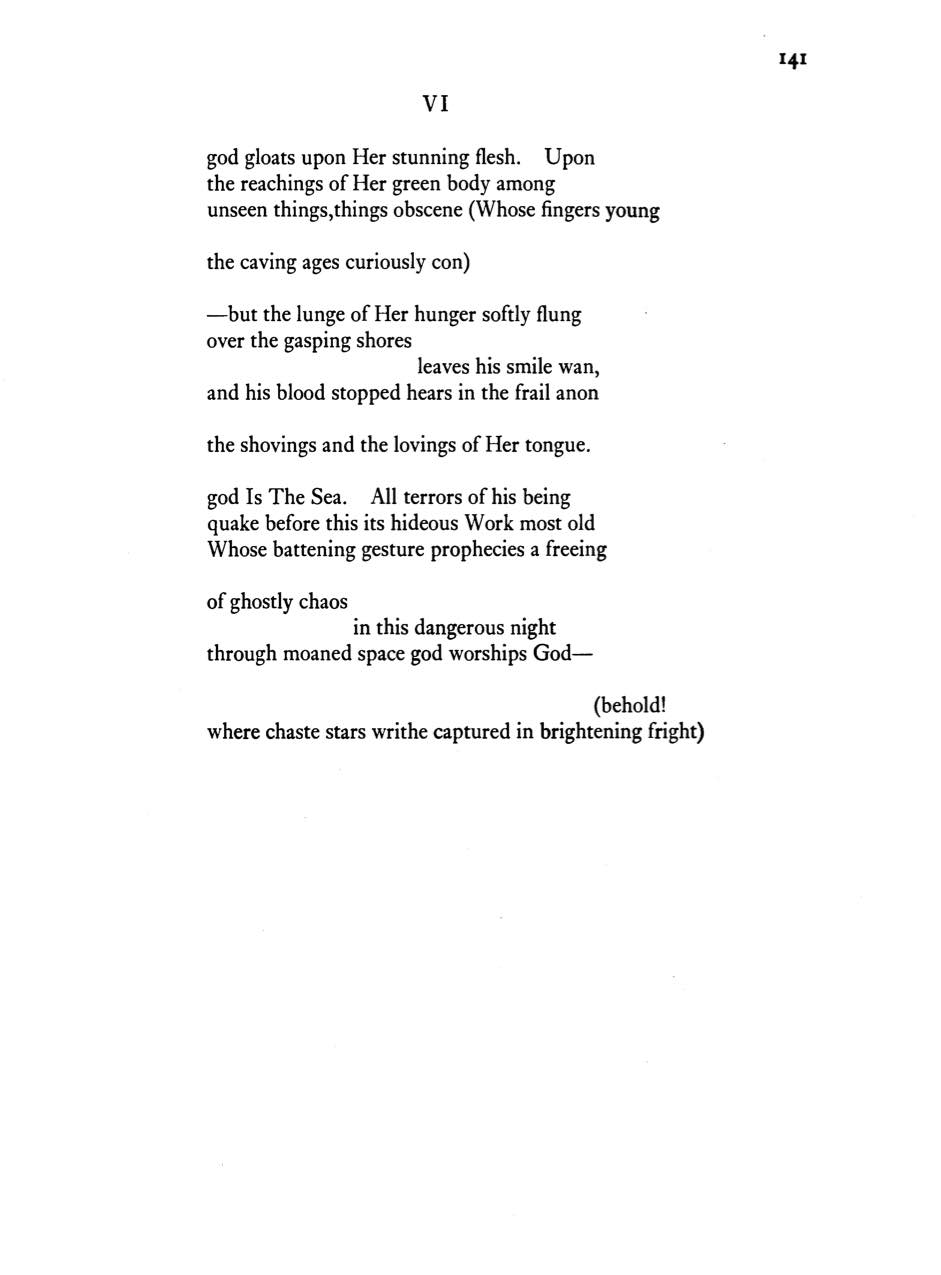 141
VI
god gloats upon Her stunning flesh. Upon
the reachings of Her green body among
unseen things,things obscene (Whose fingers young
the caving ages curiously con)
—but the lunge of Her hunger softly flung
over the gasping shores
leaves his smile wan,
and his blood stopped hears in the frail anon
the shovings and the lovings of Her tongue.
god Is The Sea. All terrors of his being
quake before this its hideous Work most old
Whose battening gesture prophecies a freeing
of ghostly chaos
in this dangerous night
through moaned space god worships God—
(behold!
where chaste stars writhe captured in brightening fright)